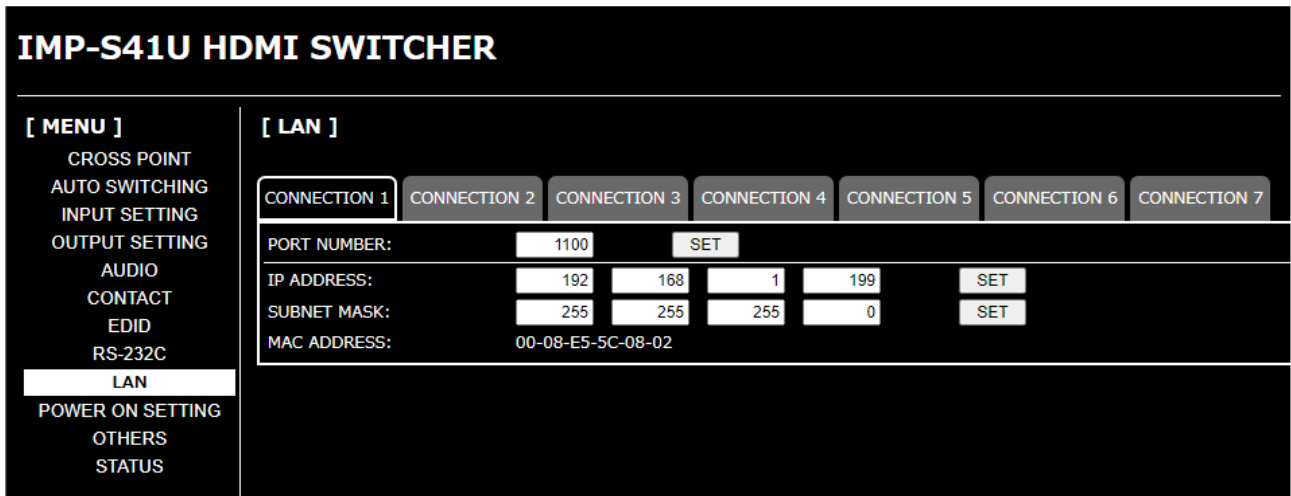 IMP-S41U HDMI SWITCHER
[ MENU ]
CROSS POINT
AUTO SWITCHING
INPUT SETTING
OUTPUT SETTING
AUDIO
CONTACT
EDID
RS-232C
LAN
POWER ON SETTING
OTHERS
STATUS
[ LAN ]
CONNECTION 1 CONNECTION 2 CONNECTION 3 CONNECTION 4 CONNECTION 5 CONNECTION 6 CONNECTION 7
PORT NUMBER: 1100 SET
IP ADDRESS: 192 168 1 199 SET
SUBNET MASK: 255 255 255 0 SET
MAC ADDRESS: 00-08-E5-5C-08-02